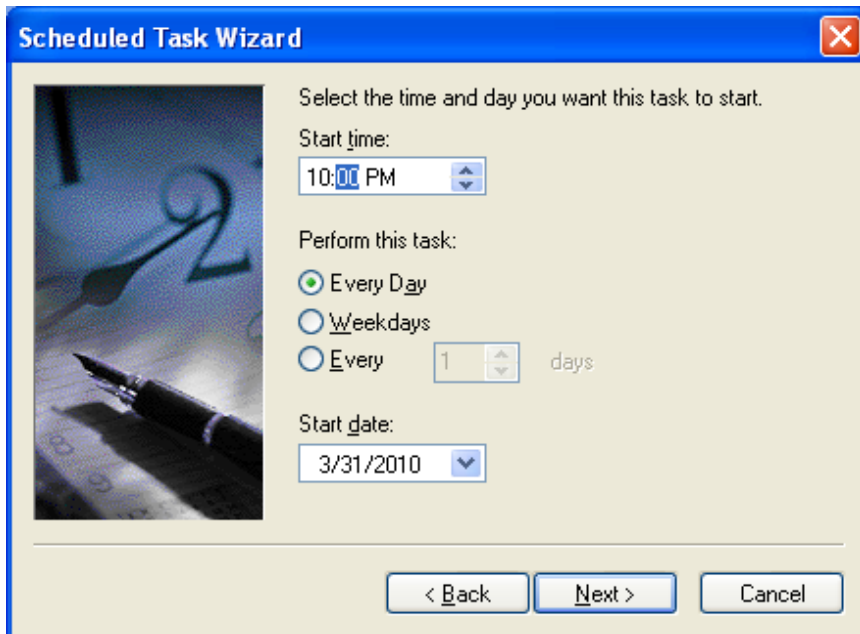 Scheduled Task Wizard
Select the time and day you want this task to start.
Start time:
10:00 PM
Perform this task:
Every Day
Weekdays
Every 1 days
Start date:
3/31/2010
< Back Next > Cancel